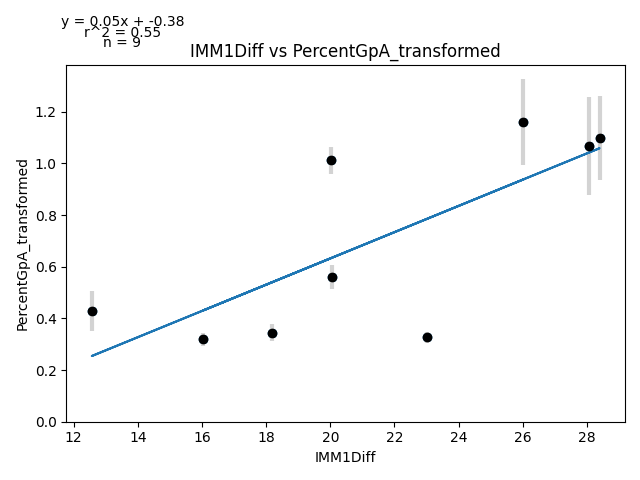 y = 0.05x + -0.38
r^2 = 0.55
n = 9
IMM1Diff vs PercentGpA_transformed
PercentGpA_transformed
1.2
1.0
0.8
0.6
0.4
0.2
0.0
12 14 16 18 20 22 24 26 28
IMM1Diff